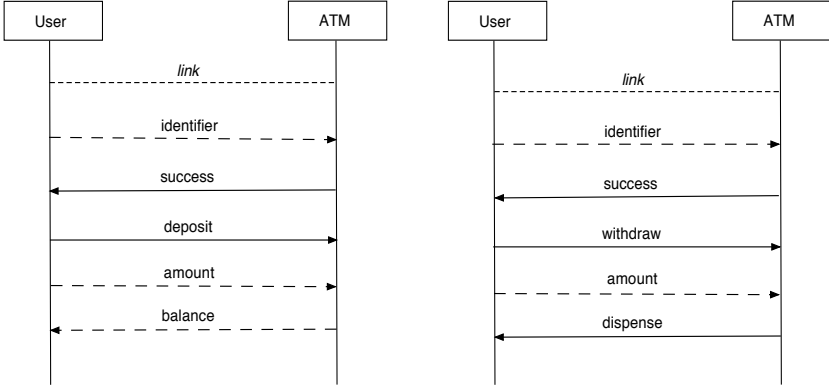 User
ATM
link
identifier
success
deposit
amount
balance
User
ATM
link
identifier
success
withdraw
amount
dispense